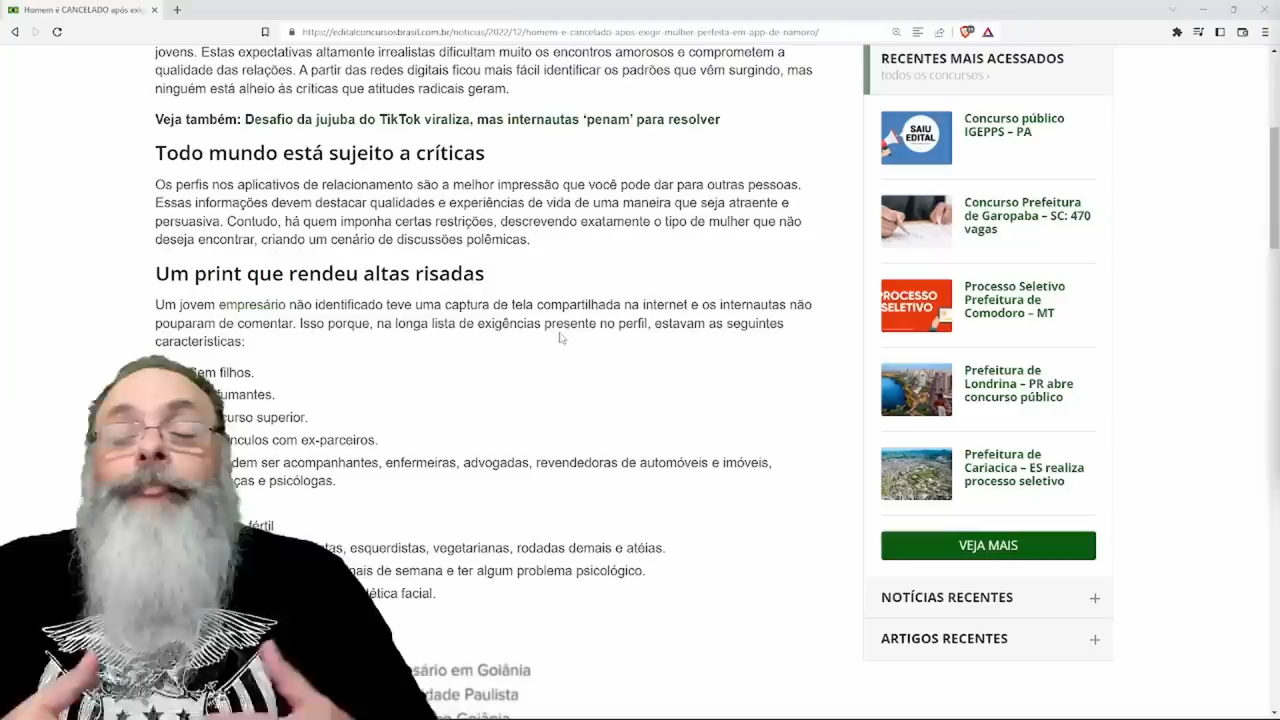 Homem é CANCELADO após exig
https://editalconcursosbrasil.com.br/noticias/2022/12/homem-e-cancelado-apos-exigir-mulher-perfeita-em-app-de-namoro/
jovens. Estas expectativas altamente irrealistas dificultam muito os encontros amorosos e comprometem a
qualidade das relações. A partir das redes digitais ficou mais fácil identificar os padrões que vêm surgindo, mas
ninguém está alheio às críticas que atitudes radicais geram.
Veja também: Desafio da jujuba do TikTok viraliza, mas internautas ‘penam’ para resolver
Todo mundo está sujeito a críticas
Os perfis nos aplicativos de relacionamento são a melhor impressão que você pode dar para outras pessoas.
Essas informações devem destacar qualidades e experiências de vida de uma maneira que seja atraente e
persuasiva. Contudo, há quem imponha certas restrições, descrevendo exatamente o tipo de mulher que não
deseja encontrar, criando um cenário de discussões polêmicas.
Um print que rendeu altas risadas
Um jovem empresário não identificado teve uma captura de tela compartilhada na internet e os internautas não
pouparam de comentar. Isso porque, na longa lista de exigências presente no perfil, estavam as seguintes
características:
Sem filhos.
fumantes.
curso superior.
nculos com ex-parceiros.
dem ser acompanhantes, enfermeiras, advogadas, revendedoras de automóveis e imóveis,
ças e psicólogas.
fértil
tas, esquerdistas, vegetarianas, rodadas demais e atéias.
nais de semana e ter algum problema psicológico.
tética facial.
sário em Goiânia
dade Paulista
Goiânia
RECENTES MAIS ACESSADOS
todos os concursos ›
SAIU
EDITAL
Concurso público
IGEPPS – PA
Concurso Prefeitura
de Garopaba – SC: 470
vagas
PROCESSO
SELETIVO
Processo Seletivo
Prefeitura de
Comodoro – MT
Prefeitura de
Londrina – PR abre
concurso público
Prefeitura de
Cariacica – ES realiza
processo seletivo
VEJA MAIS
NOTÍCIAS RECENTES
ARTIGOS RECENTES